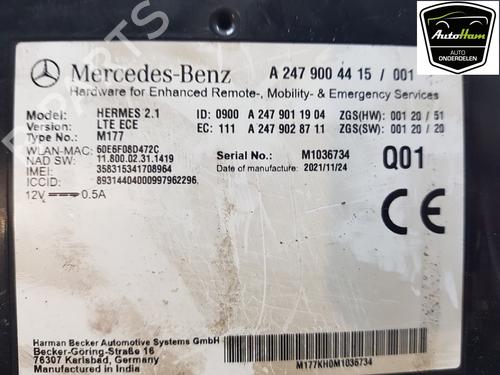 AutoHam
AUTO
ONDERDELEN
Mercedes-Benz A 247 900 44 15 / 001
Hardware for Enhanced Remote-, Mobility- & Emergency Services
Model: HERMES 2.1 ID: 0900 A 247 901 19 04 ZGS(HW): 001 20 / 51
Version: LTE ECE EC: 111 A 247 902 87 11 ZGS(SW): 001 20 / 20
Type No.: M177
WLAN-MAC: 60E6F08D472C Serial No.: M1036734 Q01
NAD SW: 11.800.02.31.1419 Date of manufacture: 2021/11/24
IMEI: 358315341708964
ICCID: 89314404000997962296
12V 0.5A
CE
Harman Becker Automotive Systems GmbH
Becker-Göring-Straße 16
76307 Karlsbad, Germany
Manufactured in India
M177KH0M1036734